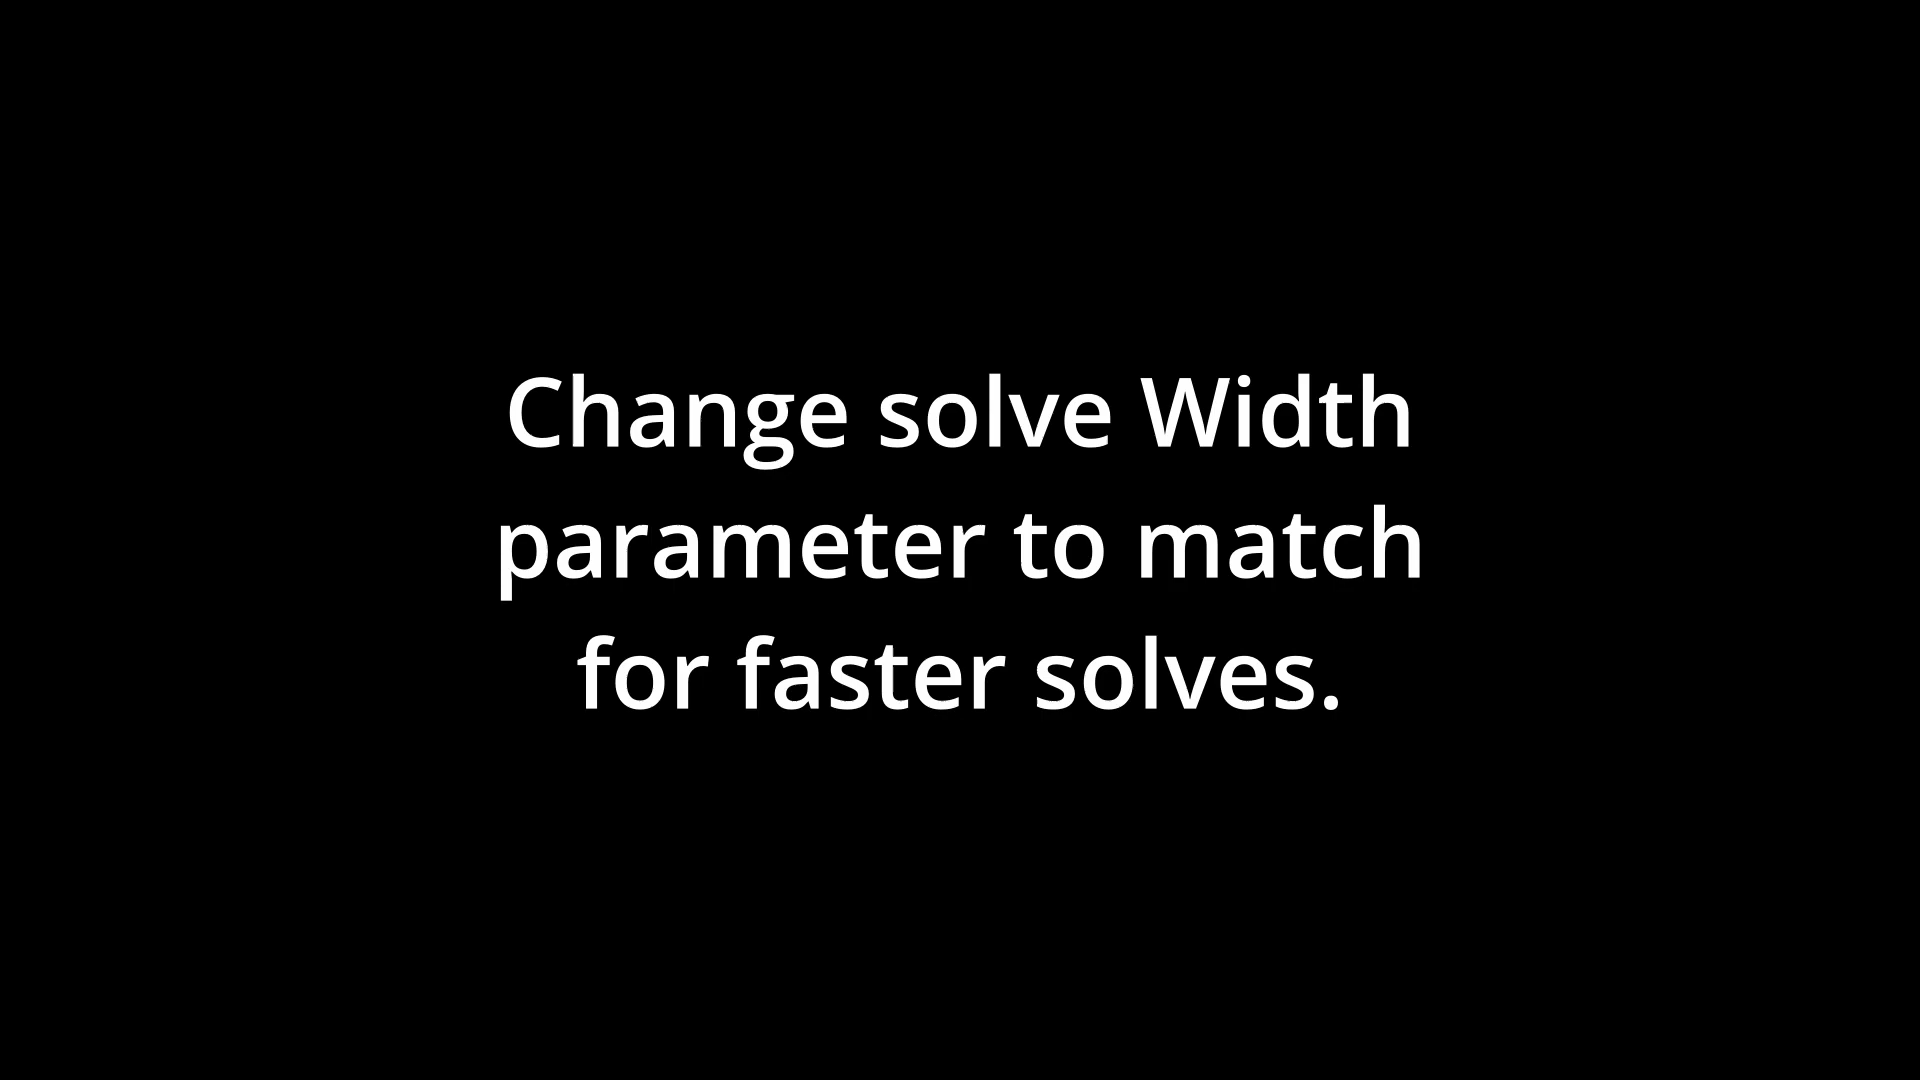 Change solve Width
parameter to match
for faster solves.